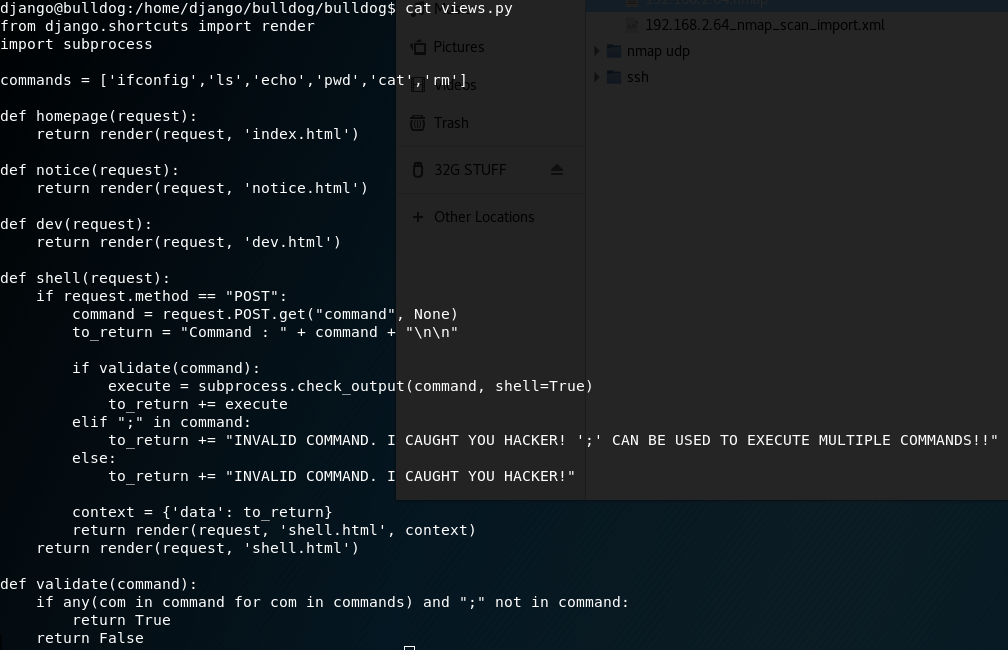 django@bulldog:/home/django/bulldog/bulldog$ cat views.py
from django.shortcuts import render
import subprocess

commands = ['ifconfig','ls','echo','pwd','cat','rm']

def homepage(request):
    return render(request, 'index.html')

def notice(request):
    return render(request, 'notice.html')

def dev(request):
    return render(request, 'dev.html')

def shell(request):
    if request.method == "POST":
        command = request.POST.get("command", None)
        to_return = "Command : " + command + "\n\n"

        if validate(command):
            execute = subprocess.check_output(command, shell=True)
            to_return += execute
        elif ";" in command:
            to_return += "INVALID COMMAND. I CAUGHT YOU HACKER! ';' CAN BE USED TO EXECUTE MULTIPLE COMMANDS!!"
        else:
            to_return += "INVALID COMMAND. I CAUGHT YOU HACKER!"

        context = {'data': to_return}
        return render(request, 'shell.html', context)
    return render(request, 'shell.html')

def validate(command):
    if any(com in command for com in commands) and ";" not in command:
        return True
    return False
Pictures
Videos
Trash
32G STUFF
+ Other Locations
192.168.2.64_nmap_scan_import.xml
nmap udp
ssh